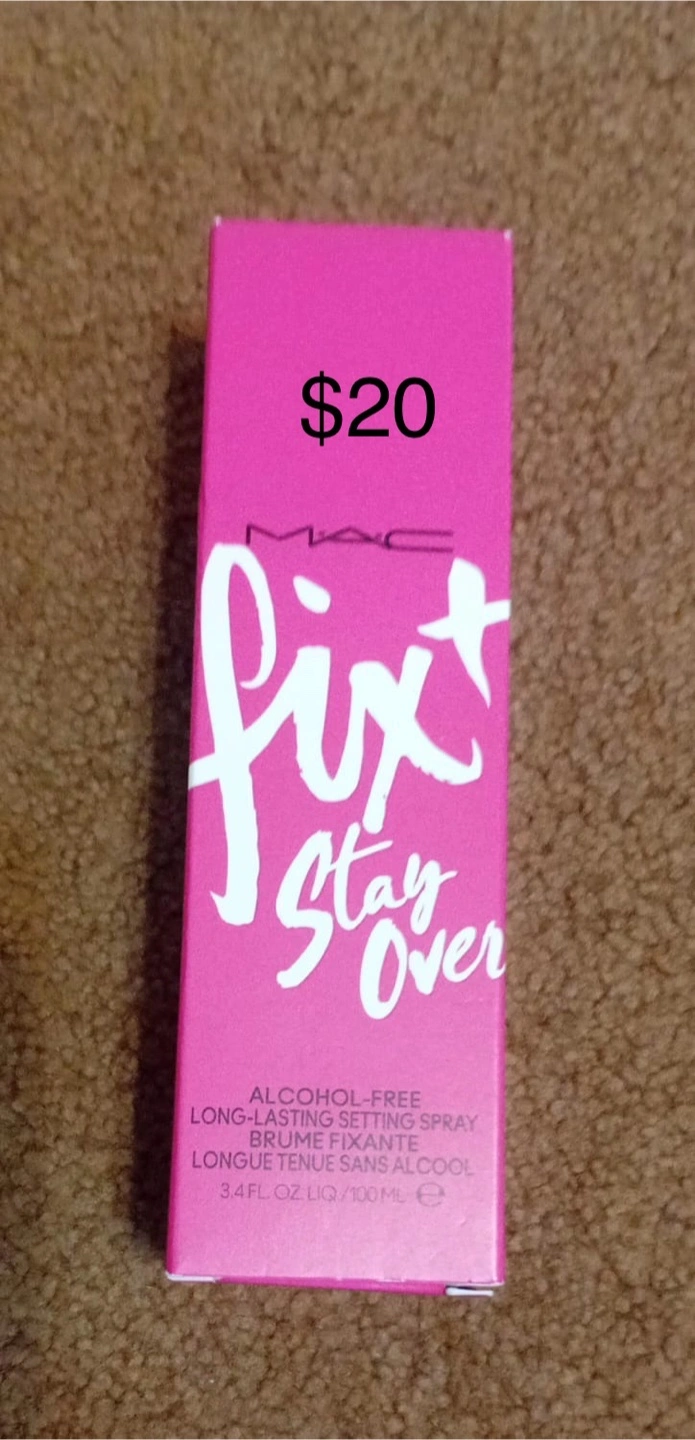 $20
MAC
fix+
Stay
Over
ALCOHOL-FREE
LONG-LASTING SETTING SPRAY
BRUME FIXANTE
LONGUE TENUE SANS ALCOOL
3.4 FL. OZ. LIQ./100 ML ℮